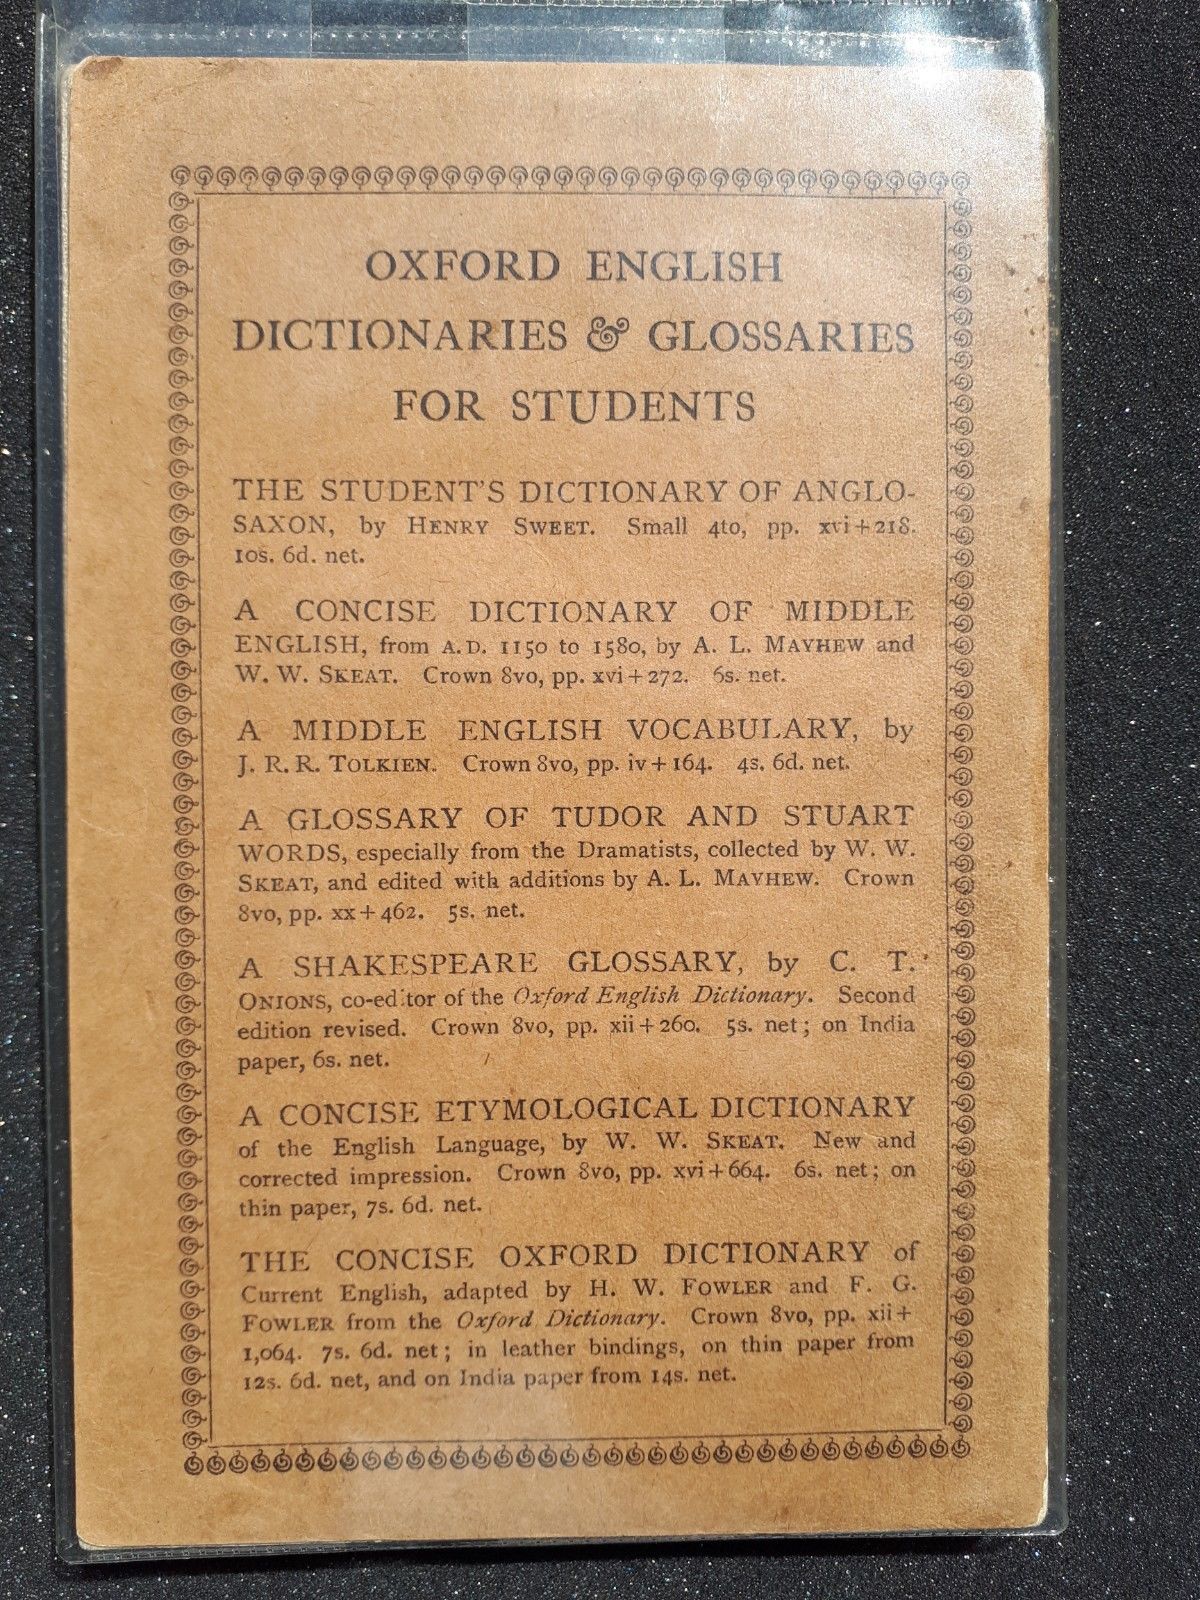 OXFORD ENGLISH
DICTIONARIES & GLOSSARIES
FOR STUDENTS
THE STUDENT'S DICTIONARY OF ANGLO-
SAXON, by HENRY SWEET. Small 4to, pp. xvi+218.
10s. 6d. net.
A CONCISE DICTIONARY OF MIDDLE
ENGLISH, from A.D. 1150 to 1580, by A. L. MAYHEW and
W. W. SKEAT. Crown 8vo, pp. xvi+272. 6s. net.
A MIDDLE ENGLISH VOCABULARY, by
J. R. R. TOLKIEN. Crown 8vo, pp. iv+164. 4s. 6d. net.
A GLOSSARY OF TUDOR AND STUART
WORDS, especially from the Dramatists, collected by W. W.
SKEAT, and edited with additions by A. L. MAYHEW. Crown
8vo, pp. xx+462. 5s. net.
A SHAKESPEARE GLOSSARY, by C. T.
ONIONS, co-editor of the Oxford English Dictionary. Second
edition revised. Crown 8vo, pp. xii+260. 5s. net; on India
paper, 6s. net.
A CONCISE ETYMOLOGICAL DICTIONARY
of the English Language, by W. W. SKEAT. New and
corrected impression. Crown 8vo, pp. xvi+664. 6s. net; on
thin paper, 7s. 6d. net.
THE CONCISE OXFORD DICTIONARY of
Current English, adapted by H. W. FOWLER and F. G.
FOWLER from the Oxford Dictionary. Crown 8vo, pp. xii+
1,064. 7s. 6d. net; in leather bindings, on thin paper from
12s. 6d. net, and on India paper from 14s. net.